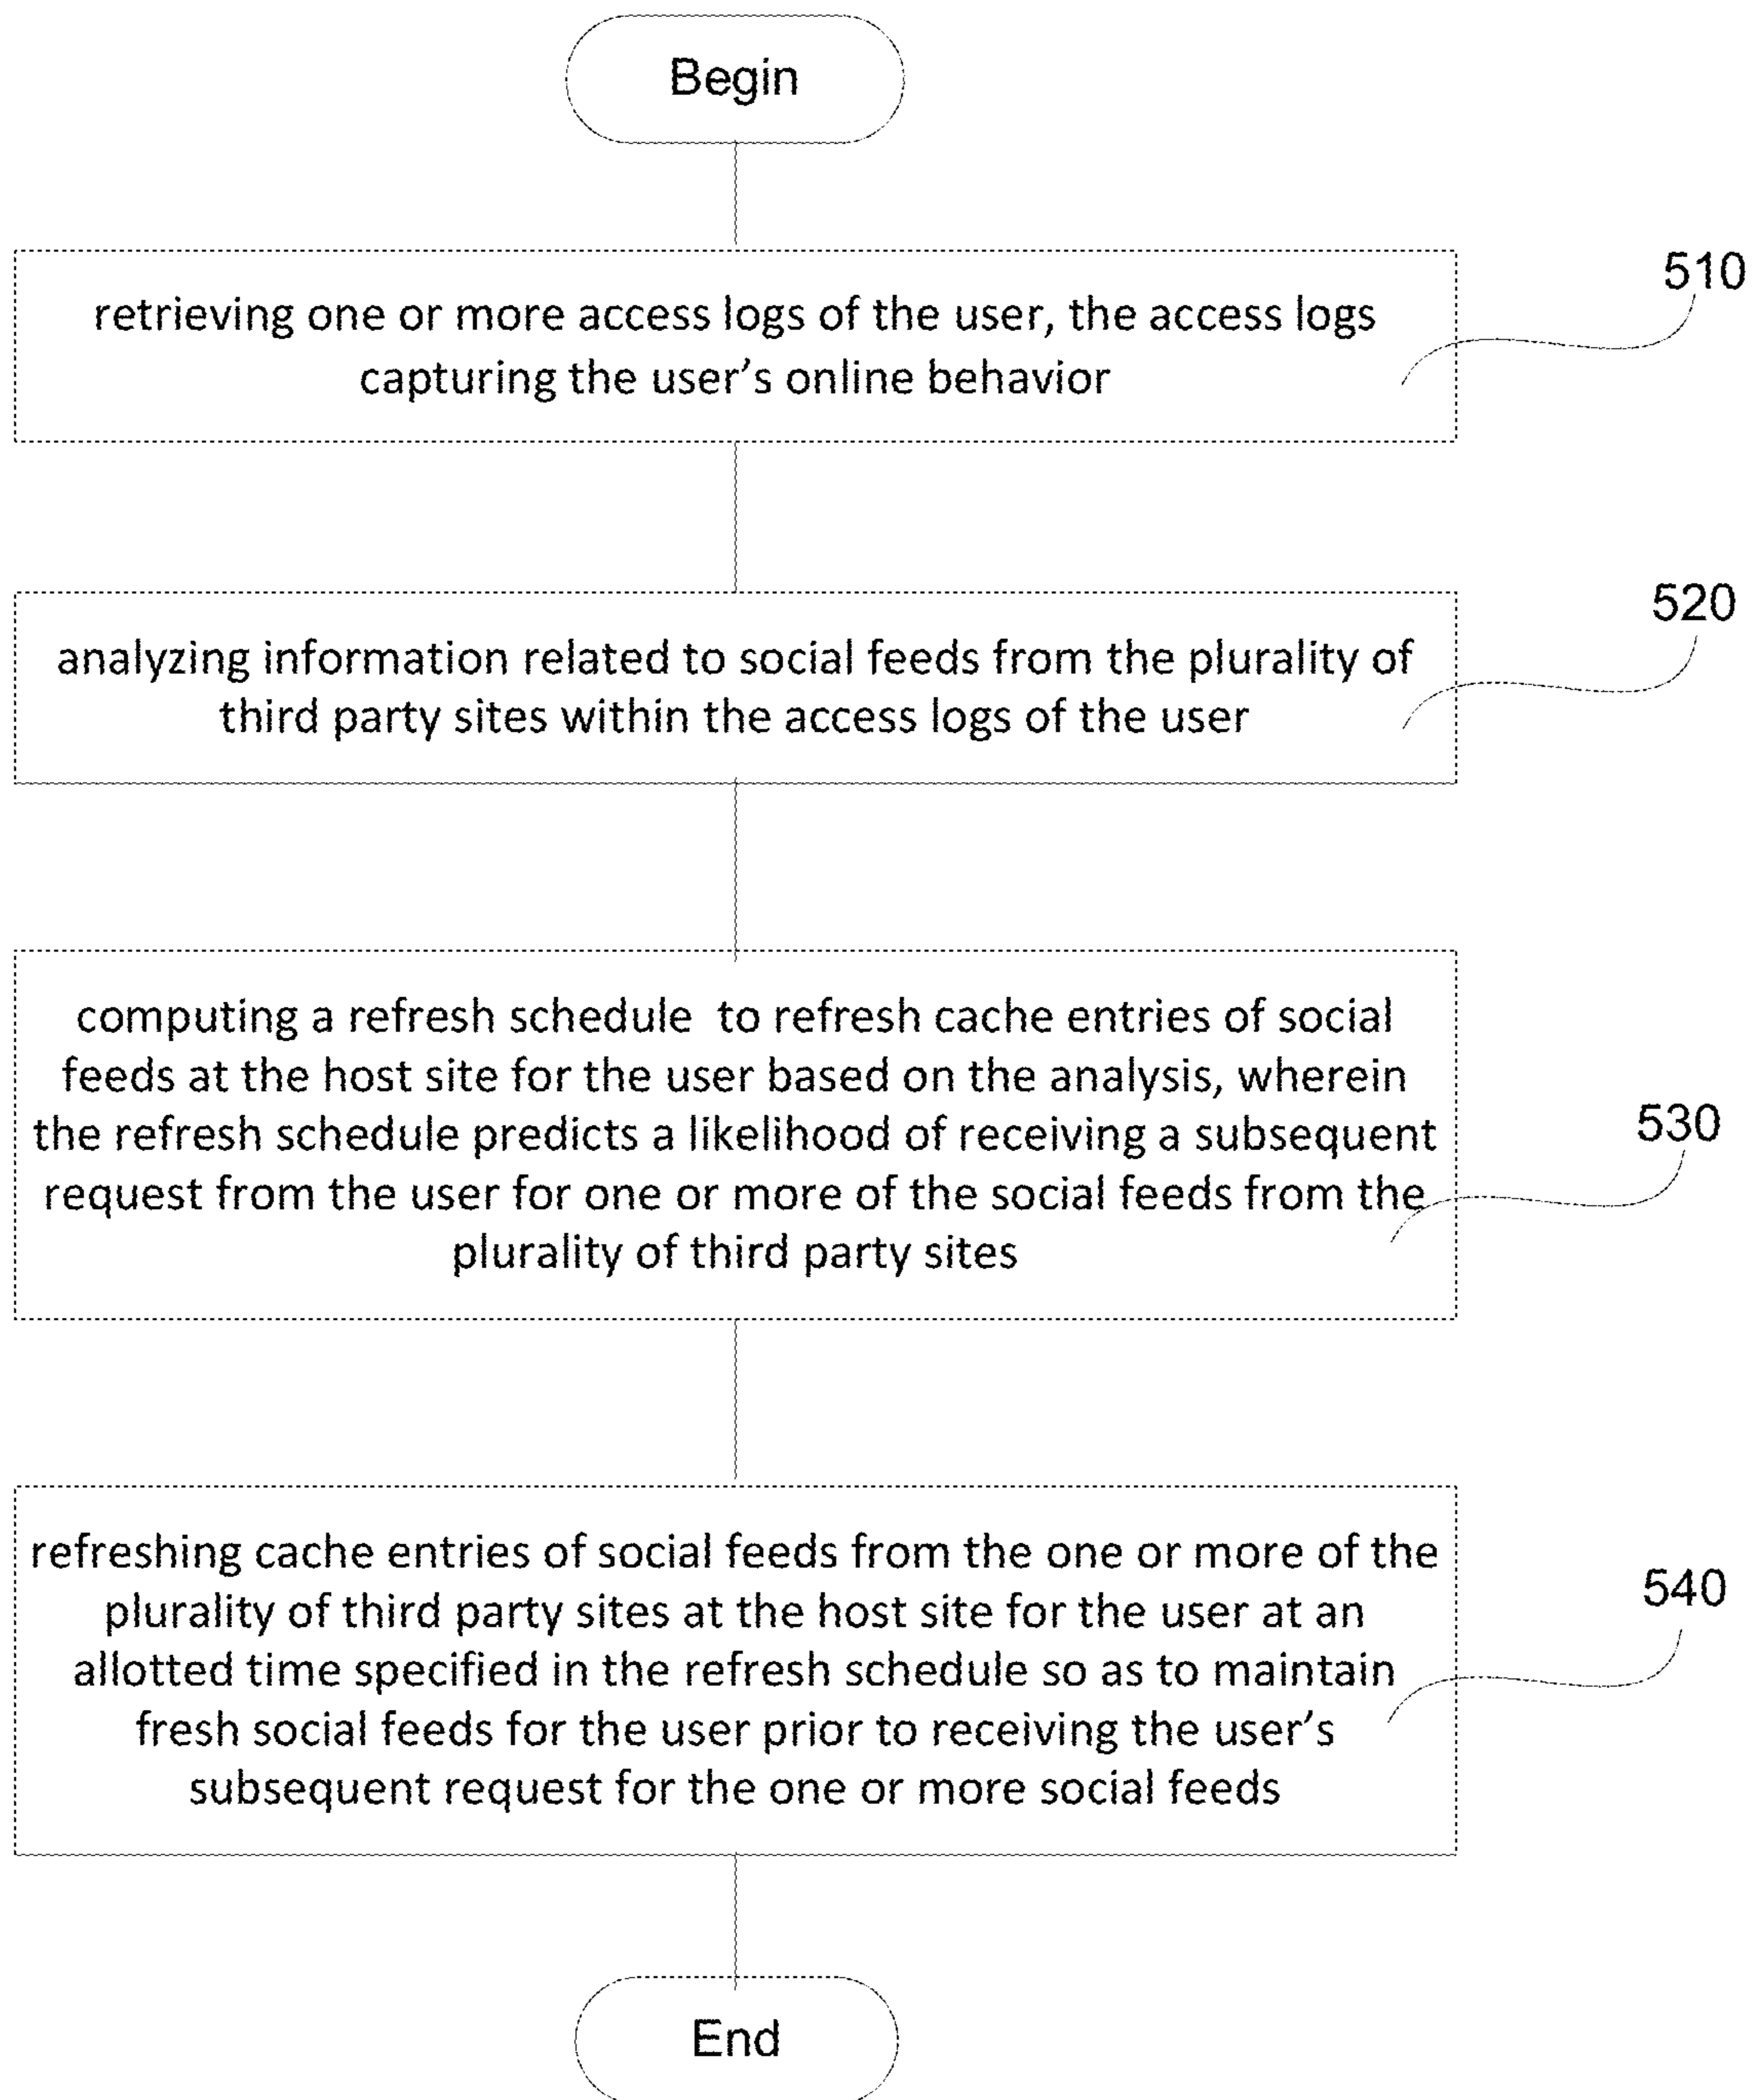 Begin
510
retrieving one or more access logs of the user, the access logs
capturing the user’s online behavior
520
analyzing information related to social feeds from the plurality of
third party sites within the access logs of the user
computing a refresh schedule to refresh cache entries of social
feeds at the host site for the user based on the analysis, wherein
the refresh schedule predicts a likelihood of receiving a subsequent
request from the user for one or more of the social feeds from the
plurality of third party sites
530
refreshing cache entries of social feeds from the one or more of the
plurality of third party sites at the host site for the user at an
allotted time specified in the refresh schedule so as to maintain
fresh social feeds for the user prior to receiving the user’s
subsequent request for the one or more social feeds
540
End